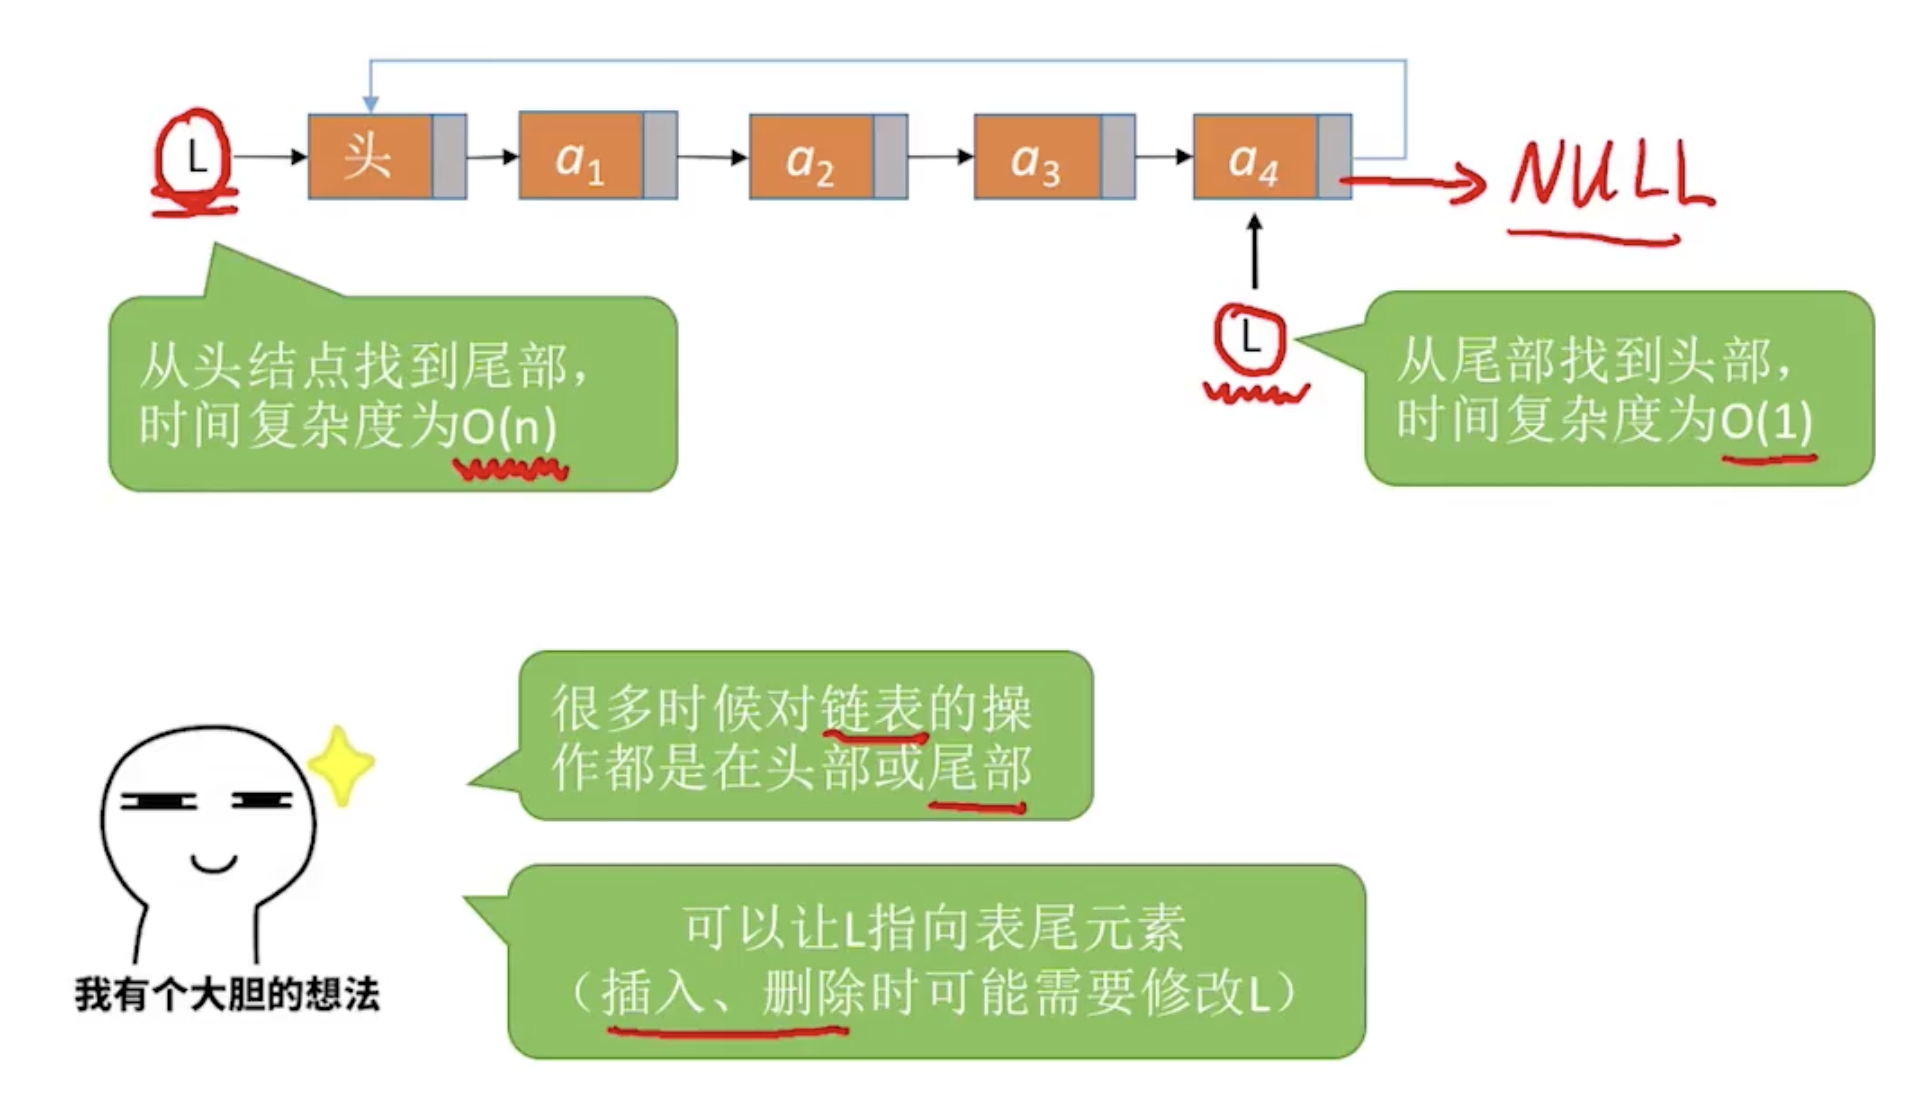 L
头
a1
a2
a3
a4
NULL
L
从头结点找到尾部，
时间复杂度为O(n)
从尾部找到头部，
时间复杂度为O(1)
很多时候对链表的操
作都是在头部或尾部
可以让L指向表尾元素
（插入、删除时可能需要修改L）
我有个大胆的想法